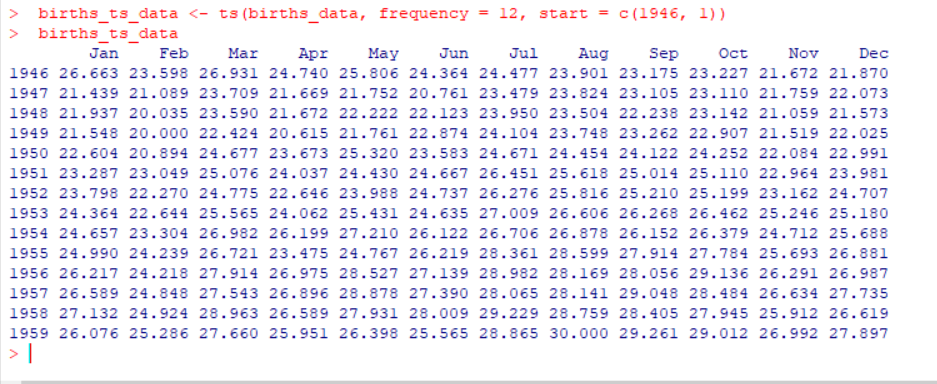 > births_ts_data <- ts(births_data, frequency = 12, start = c(1946, 1))
> births_ts_data
Jan Feb Mar Apr May Jun Jul Aug Sep Oct Nov Dec
1946 26.663 23.598 26.931 24.740 25.806 24.364 24.477 23.901 23.175 23.227 21.672 21.870
1947 21.439 21.089 23.709 21.669 21.752 20.761 23.479 23.824 23.105 23.110 21.759 22.073
1948 21.937 20.035 23.590 21.672 22.222 22.123 23.950 23.504 22.238 23.142 21.059 21.573
1949 21.548 20.000 22.424 20.615 21.761 22.874 24.104 23.748 23.262 22.907 21.519 22.025
1950 22.604 20.894 24.677 23.673 25.320 23.583 24.671 24.454 24.122 24.252 22.084 22.991
1951 23.287 23.049 25.076 24.037 24.430 24.667 26.451 25.618 25.014 25.110 22.964 23.981
1952 23.798 22.270 24.775 22.646 23.988 24.737 26.276 25.816 25.210 25.199 23.162 24.707
1953 24.364 22.644 25.565 24.062 25.431 24.635 27.009 26.606 26.268 26.462 25.246 25.180
1954 24.657 23.304 26.982 26.199 27.210 26.122 26.706 26.878 26.152 26.379 24.712 25.688
1955 24.990 24.239 26.721 23.475 24.767 26.219 28.361 28.599 27.914 27.784 25.693 26.881
1956 26.217 24.218 27.914 26.975 28.527 27.139 28.982 28.169 28.056 29.136 26.291 26.987
1957 26.589 24.848 27.543 26.896 28.878 27.390 28.065 28.141 29.048 28.484 26.634 27.735
1958 27.132 24.924 28.963 26.589 27.931 28.009 29.229 28.759 28.405 27.945 25.912 26.619
1959 26.076 25.286 27.660 25.951 26.398 25.565 28.865 30.000 29.261 29.012 26.992 27.897
>